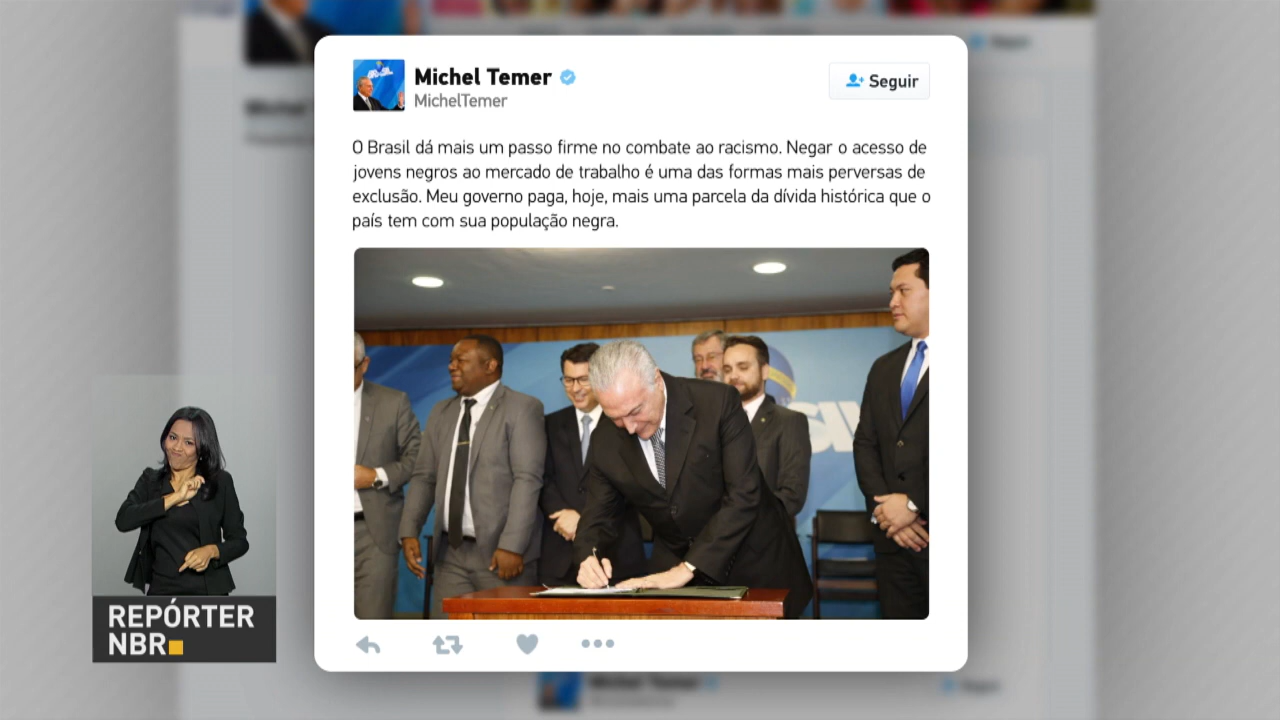 Michel Temer
MichelTemer
Seguir
O Brasil dá mais um passo firme no combate ao racismo. Negar o acesso de
jovens negros ao mercado de trabalho é uma das formas mais perversas de
exclusão. Meu governo paga, hoje, mais uma parcela da dívida histórica que o
país tem com sua população negra.
REPÓRTER
NBR